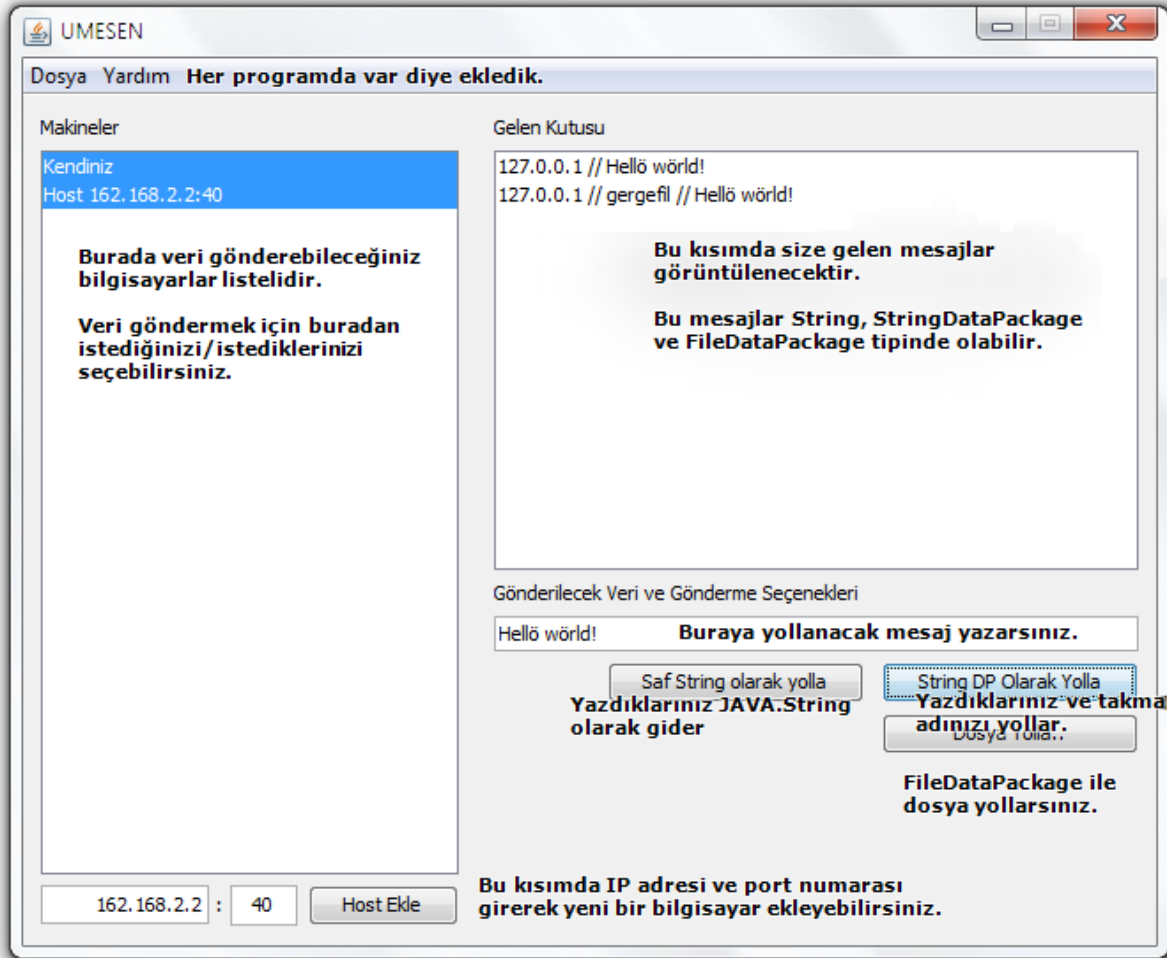 UMESEN
Dosya Yardım Her programda var diye ekledik.
Makineler
Kendiniz
Host 162.168.2.2:40
Burada veri gönderebileceğiniz
bilgisayarlar listelidir.
Veri göndermek için buradan
istediğinizi/istediklerinizi
seçebilirsiniz.
162.168.2.2 : 40 Host Ekle
Bu kısımda IP adresi ve port numarası
girerek yeni bir bilgisayar ekleyebilirsiniz.
Gelen Kutusu
127.0.0.1 // Hellö wörld!
127.0.0.1 // gergefil // Hellö wörld!
Bu kısımda size gelen mesajlar
görüntülenecektir.
Bu mesajlar String, StringDataPackage
ve FileDataPackage tipinde olabilir.
Gönderilecek Veri ve Gönderme Seçenekleri
Hellö wörld! Buraya yollanacak mesaj yazarsınız.
Saf String olarak yolla
Yazdıklarınız JAVA.String
olarak gider
String DP Olarak Yolla
Yazdıklarınız ve takma
adınızı yollar.
Dosya Yolla..
FileDataPackage ile
dosya yollarsınız.